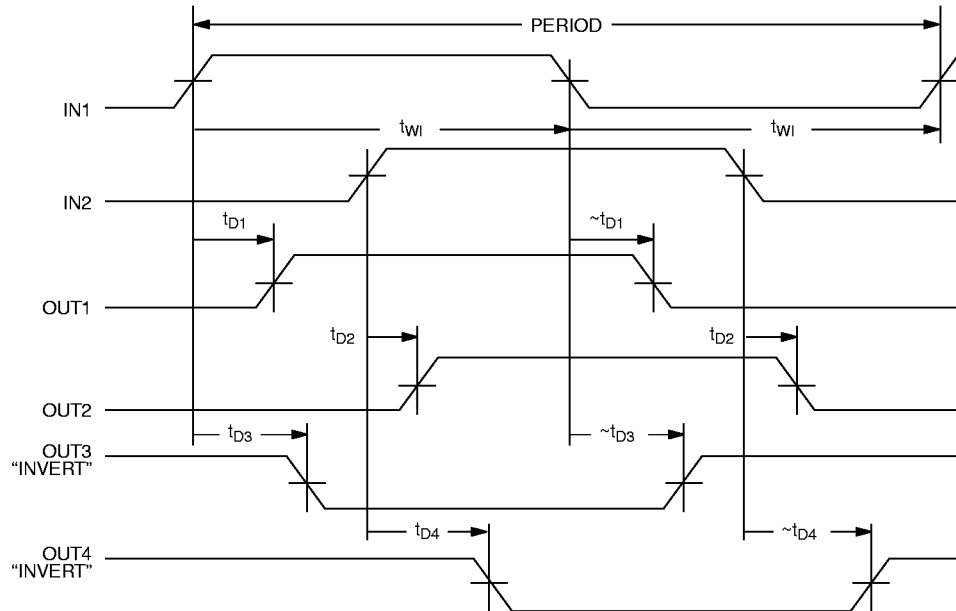 PERIOD
IN1
tWI tWI
IN2
tD1 ~tD1
OUT1
tD2 tD2
OUT2
tD3 ~tD3
OUT3
“INVERT”
tD4 ~tD4
OUT4
“INVERT”